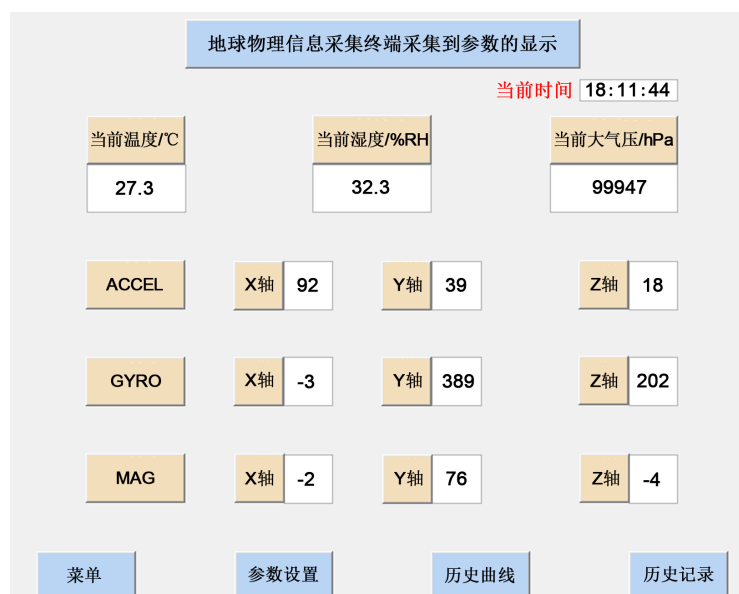 地球物理信息采集终端采集到参数的显示
当前时间 18:11:44
当前温度/℃ 当前湿度/%RH 当前大气压/hPa
27.3 32.3 99947
ACCEL X轴 92 Y轴 39 Z轴 18
GYRO X轴 -3 Y轴 389 Z轴 202
MAG X轴 -2 Y轴 76 Z轴 -4
菜单 参数设置 历史曲线 历史记录